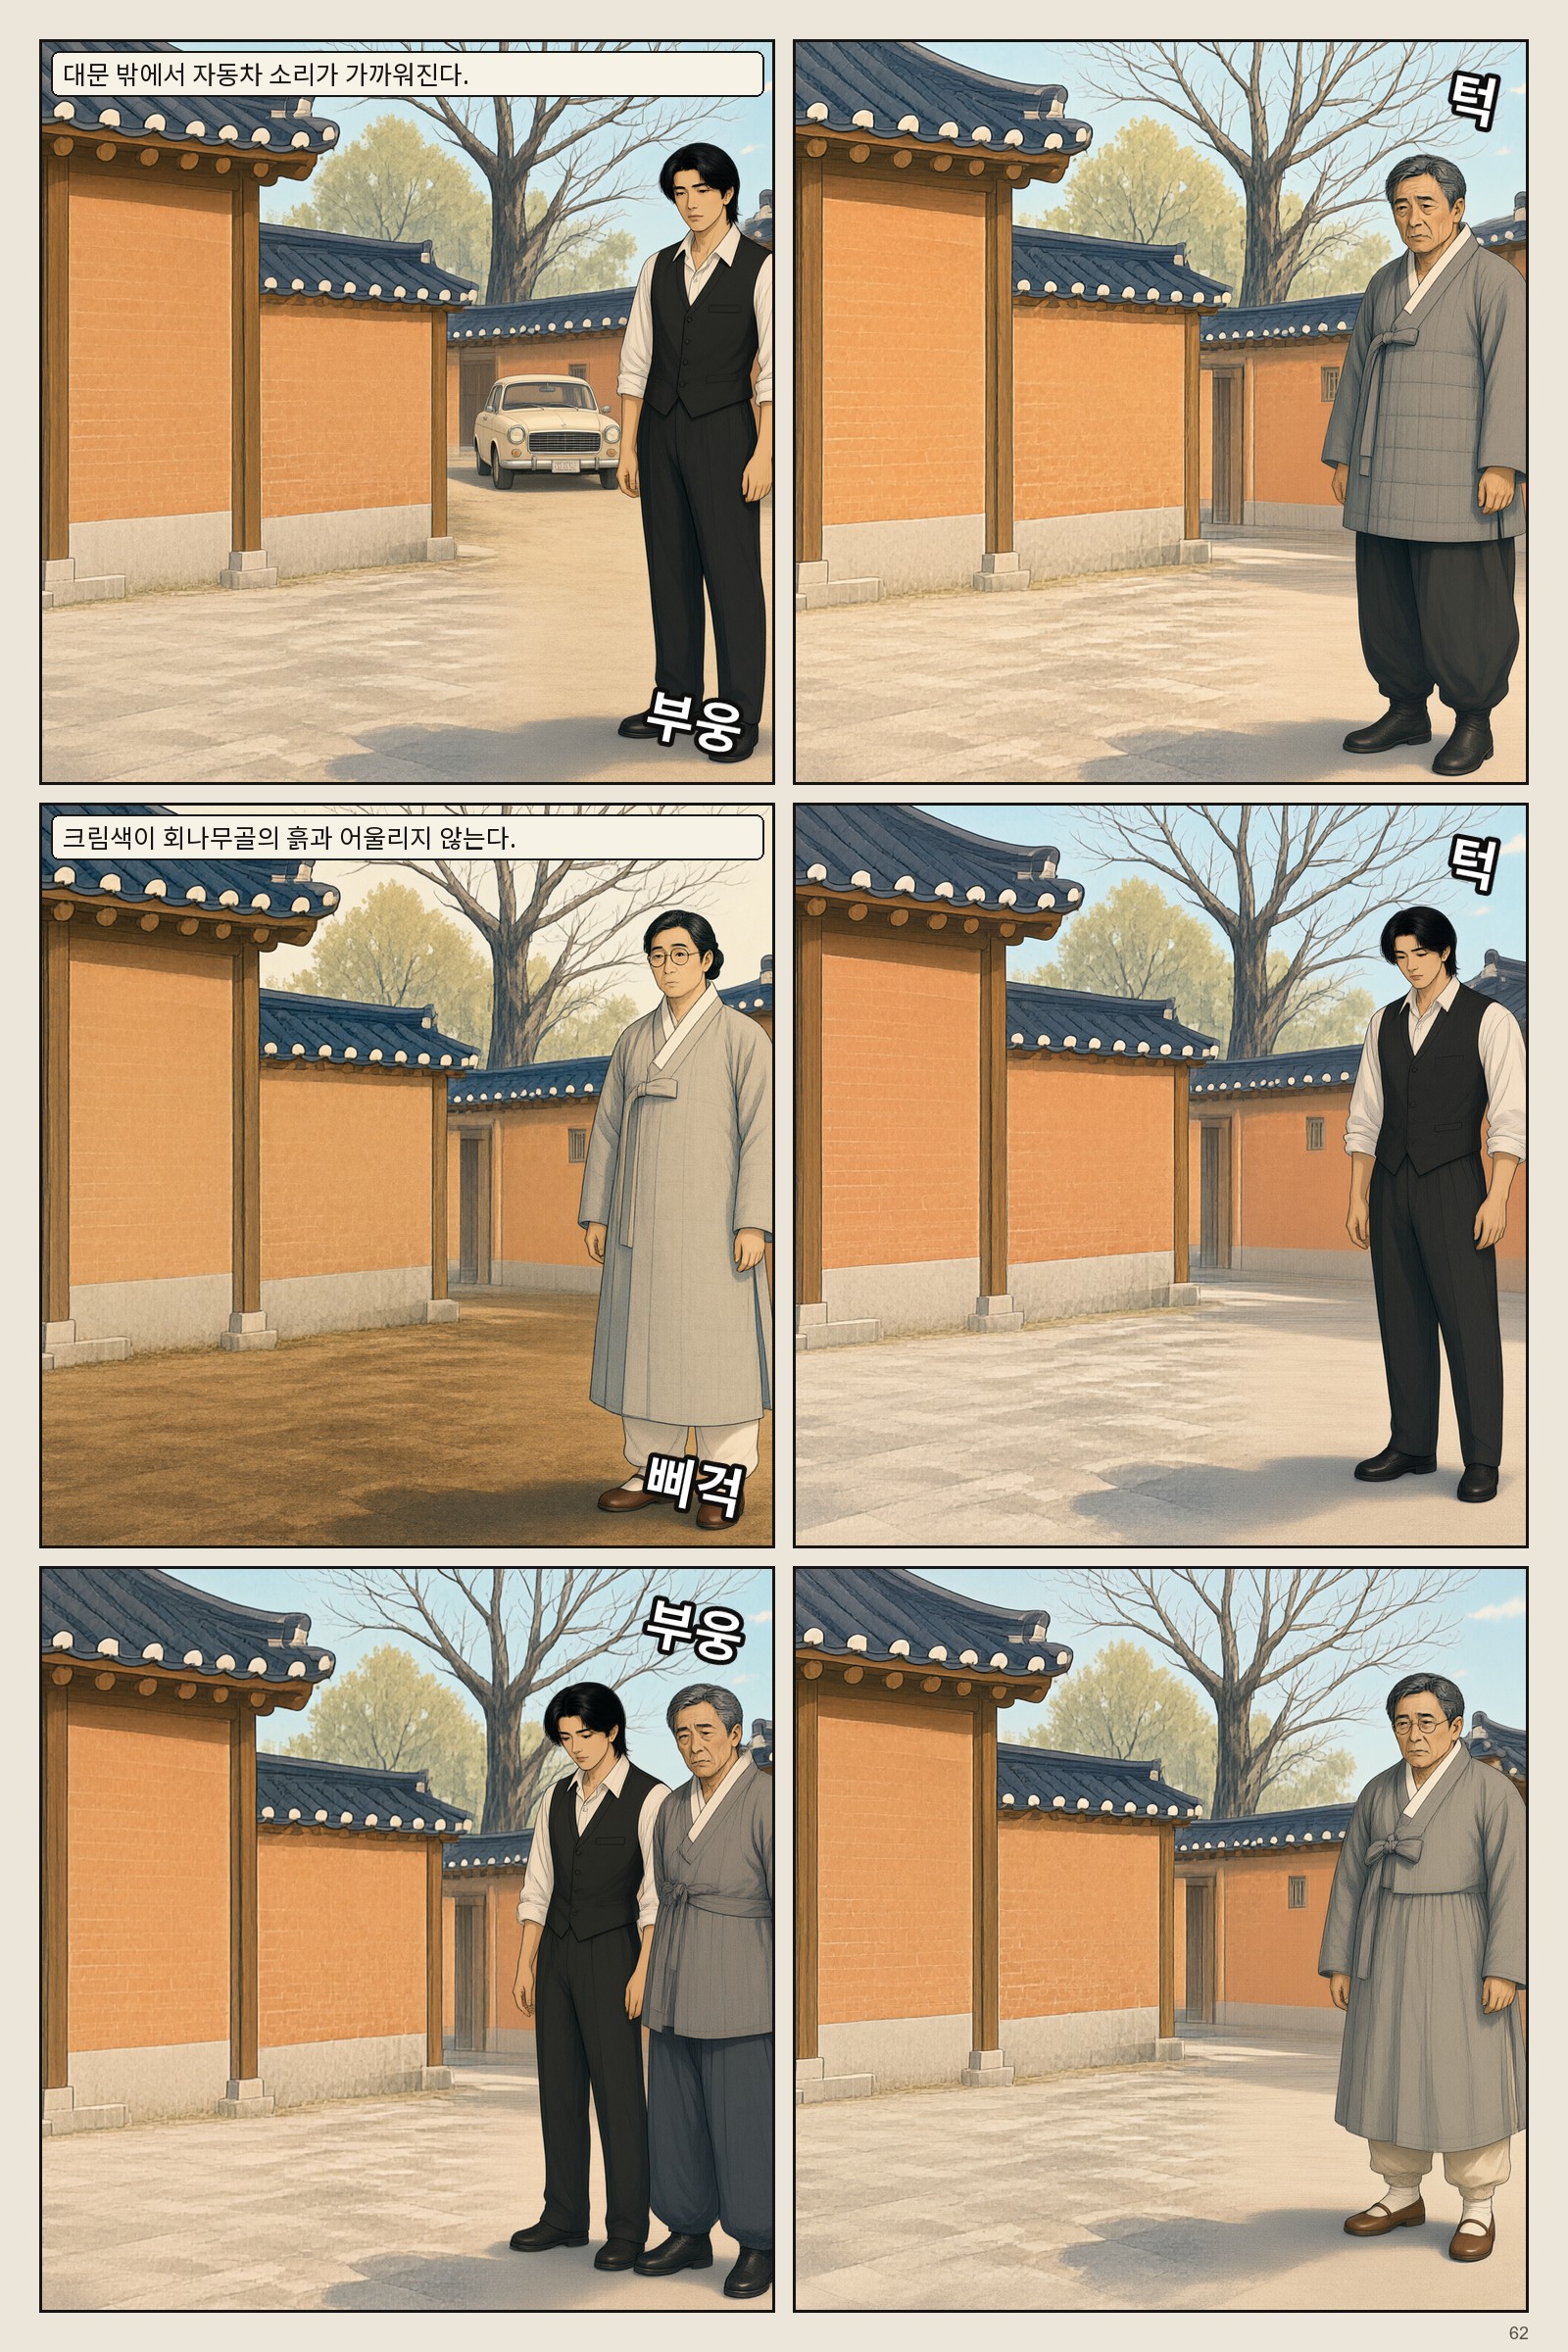 대문 밖에서 자동차 소리가 가까워진다.
부웅
턱
크림색이 회나무골의 흙과 어울리지 않는다.
삐걱
턱
부웅
62